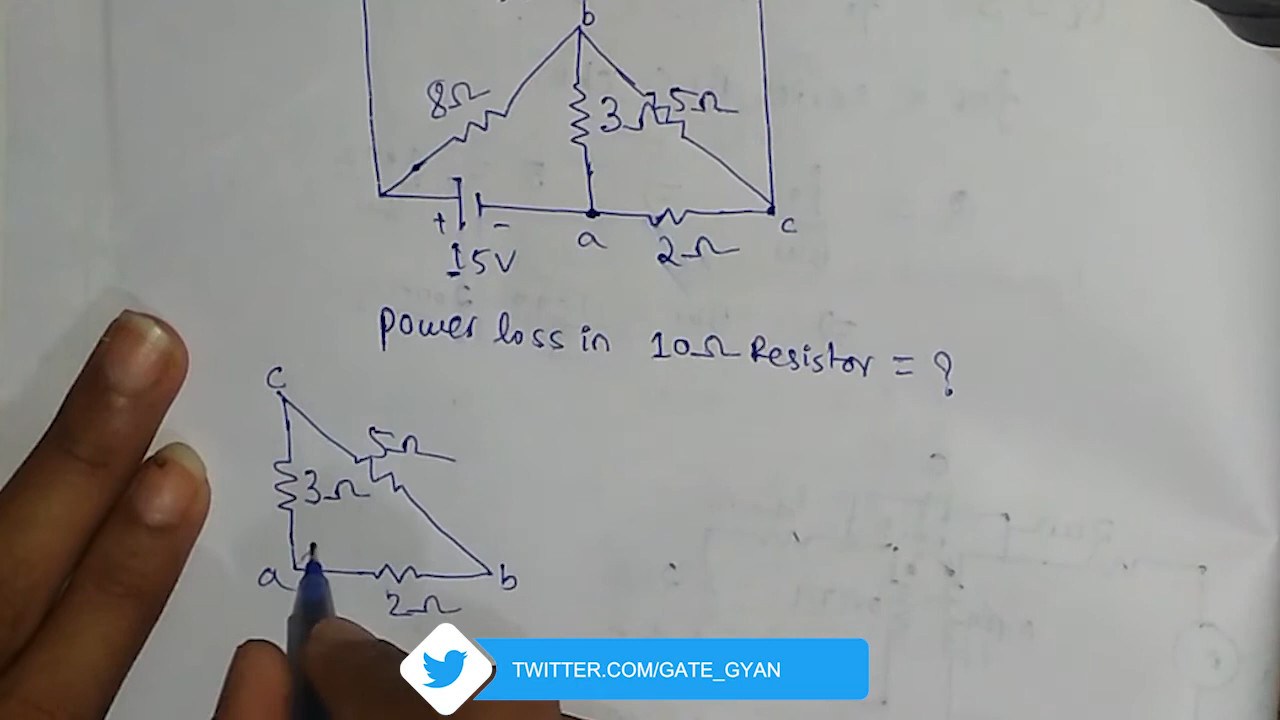 b
8Ω
3Ω
5Ω
+
-
15V
a
2Ω
c
Power loss in 10Ω Resistor = ?
C
5Ω
3Ω
a
b
2Ω
TWITTER.COM/GATE_GYAN